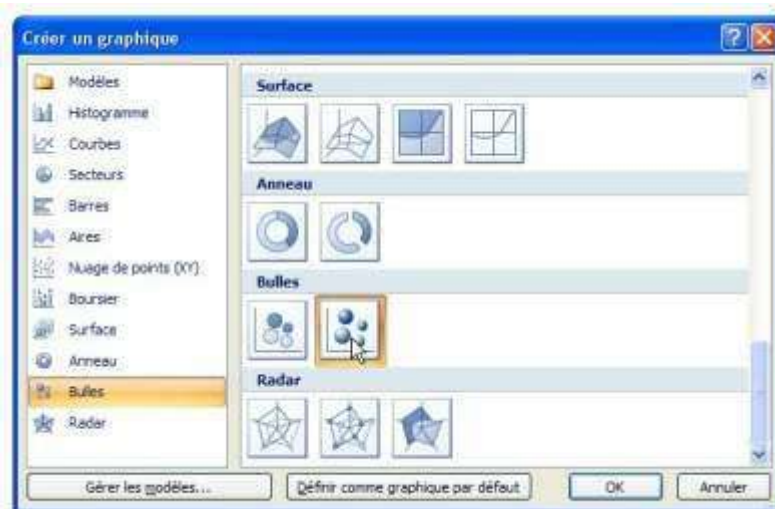 Créer un graphique
Modèles
Histogramme
Courbes
Secteurs
Barres
Aires
Nuage de points (XY)
Boursier
Surface
Anneau
Bulles
Radar
Surface
Anneau
Bulles
Radar
Gérer les modèles...
Définir comme graphique par défaut
OK
Annuler